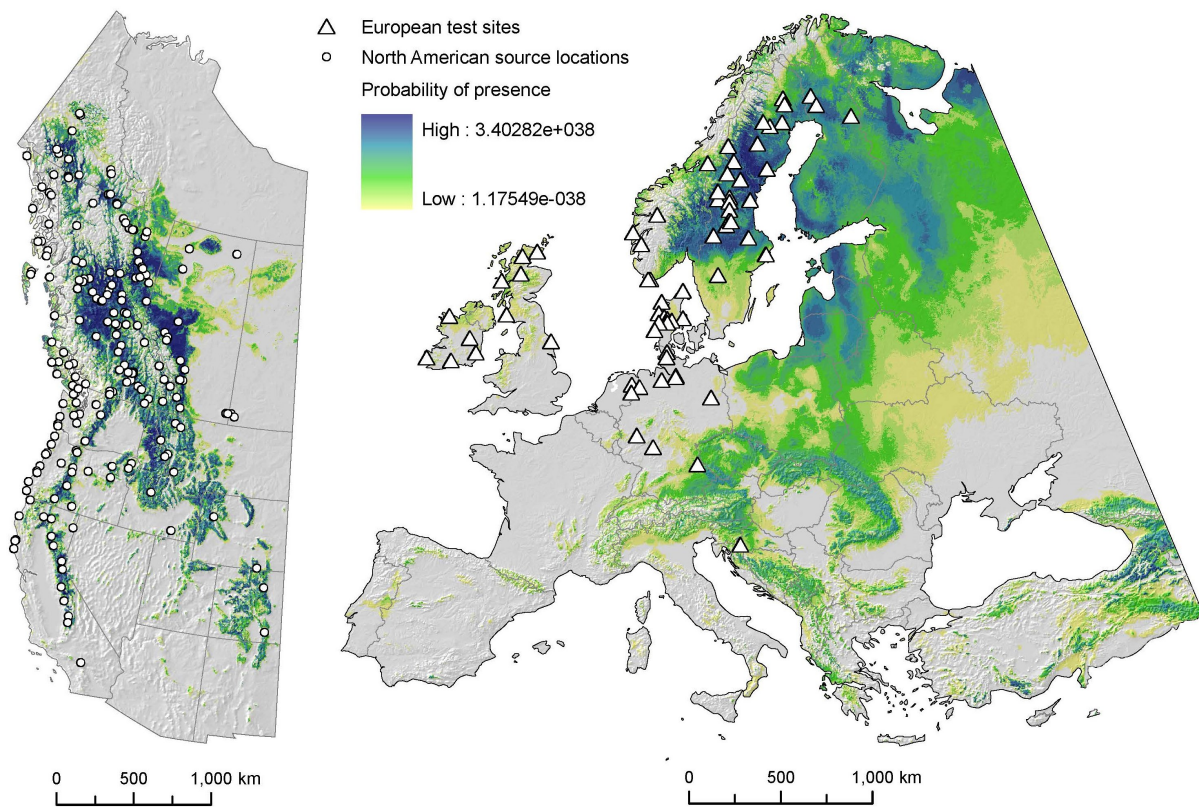 European test sites
North American source locations
Probability of presence
High : 3.40282e+038
Low : 1.17549e-038
0 500 1,000 km
0 500 1,000 km